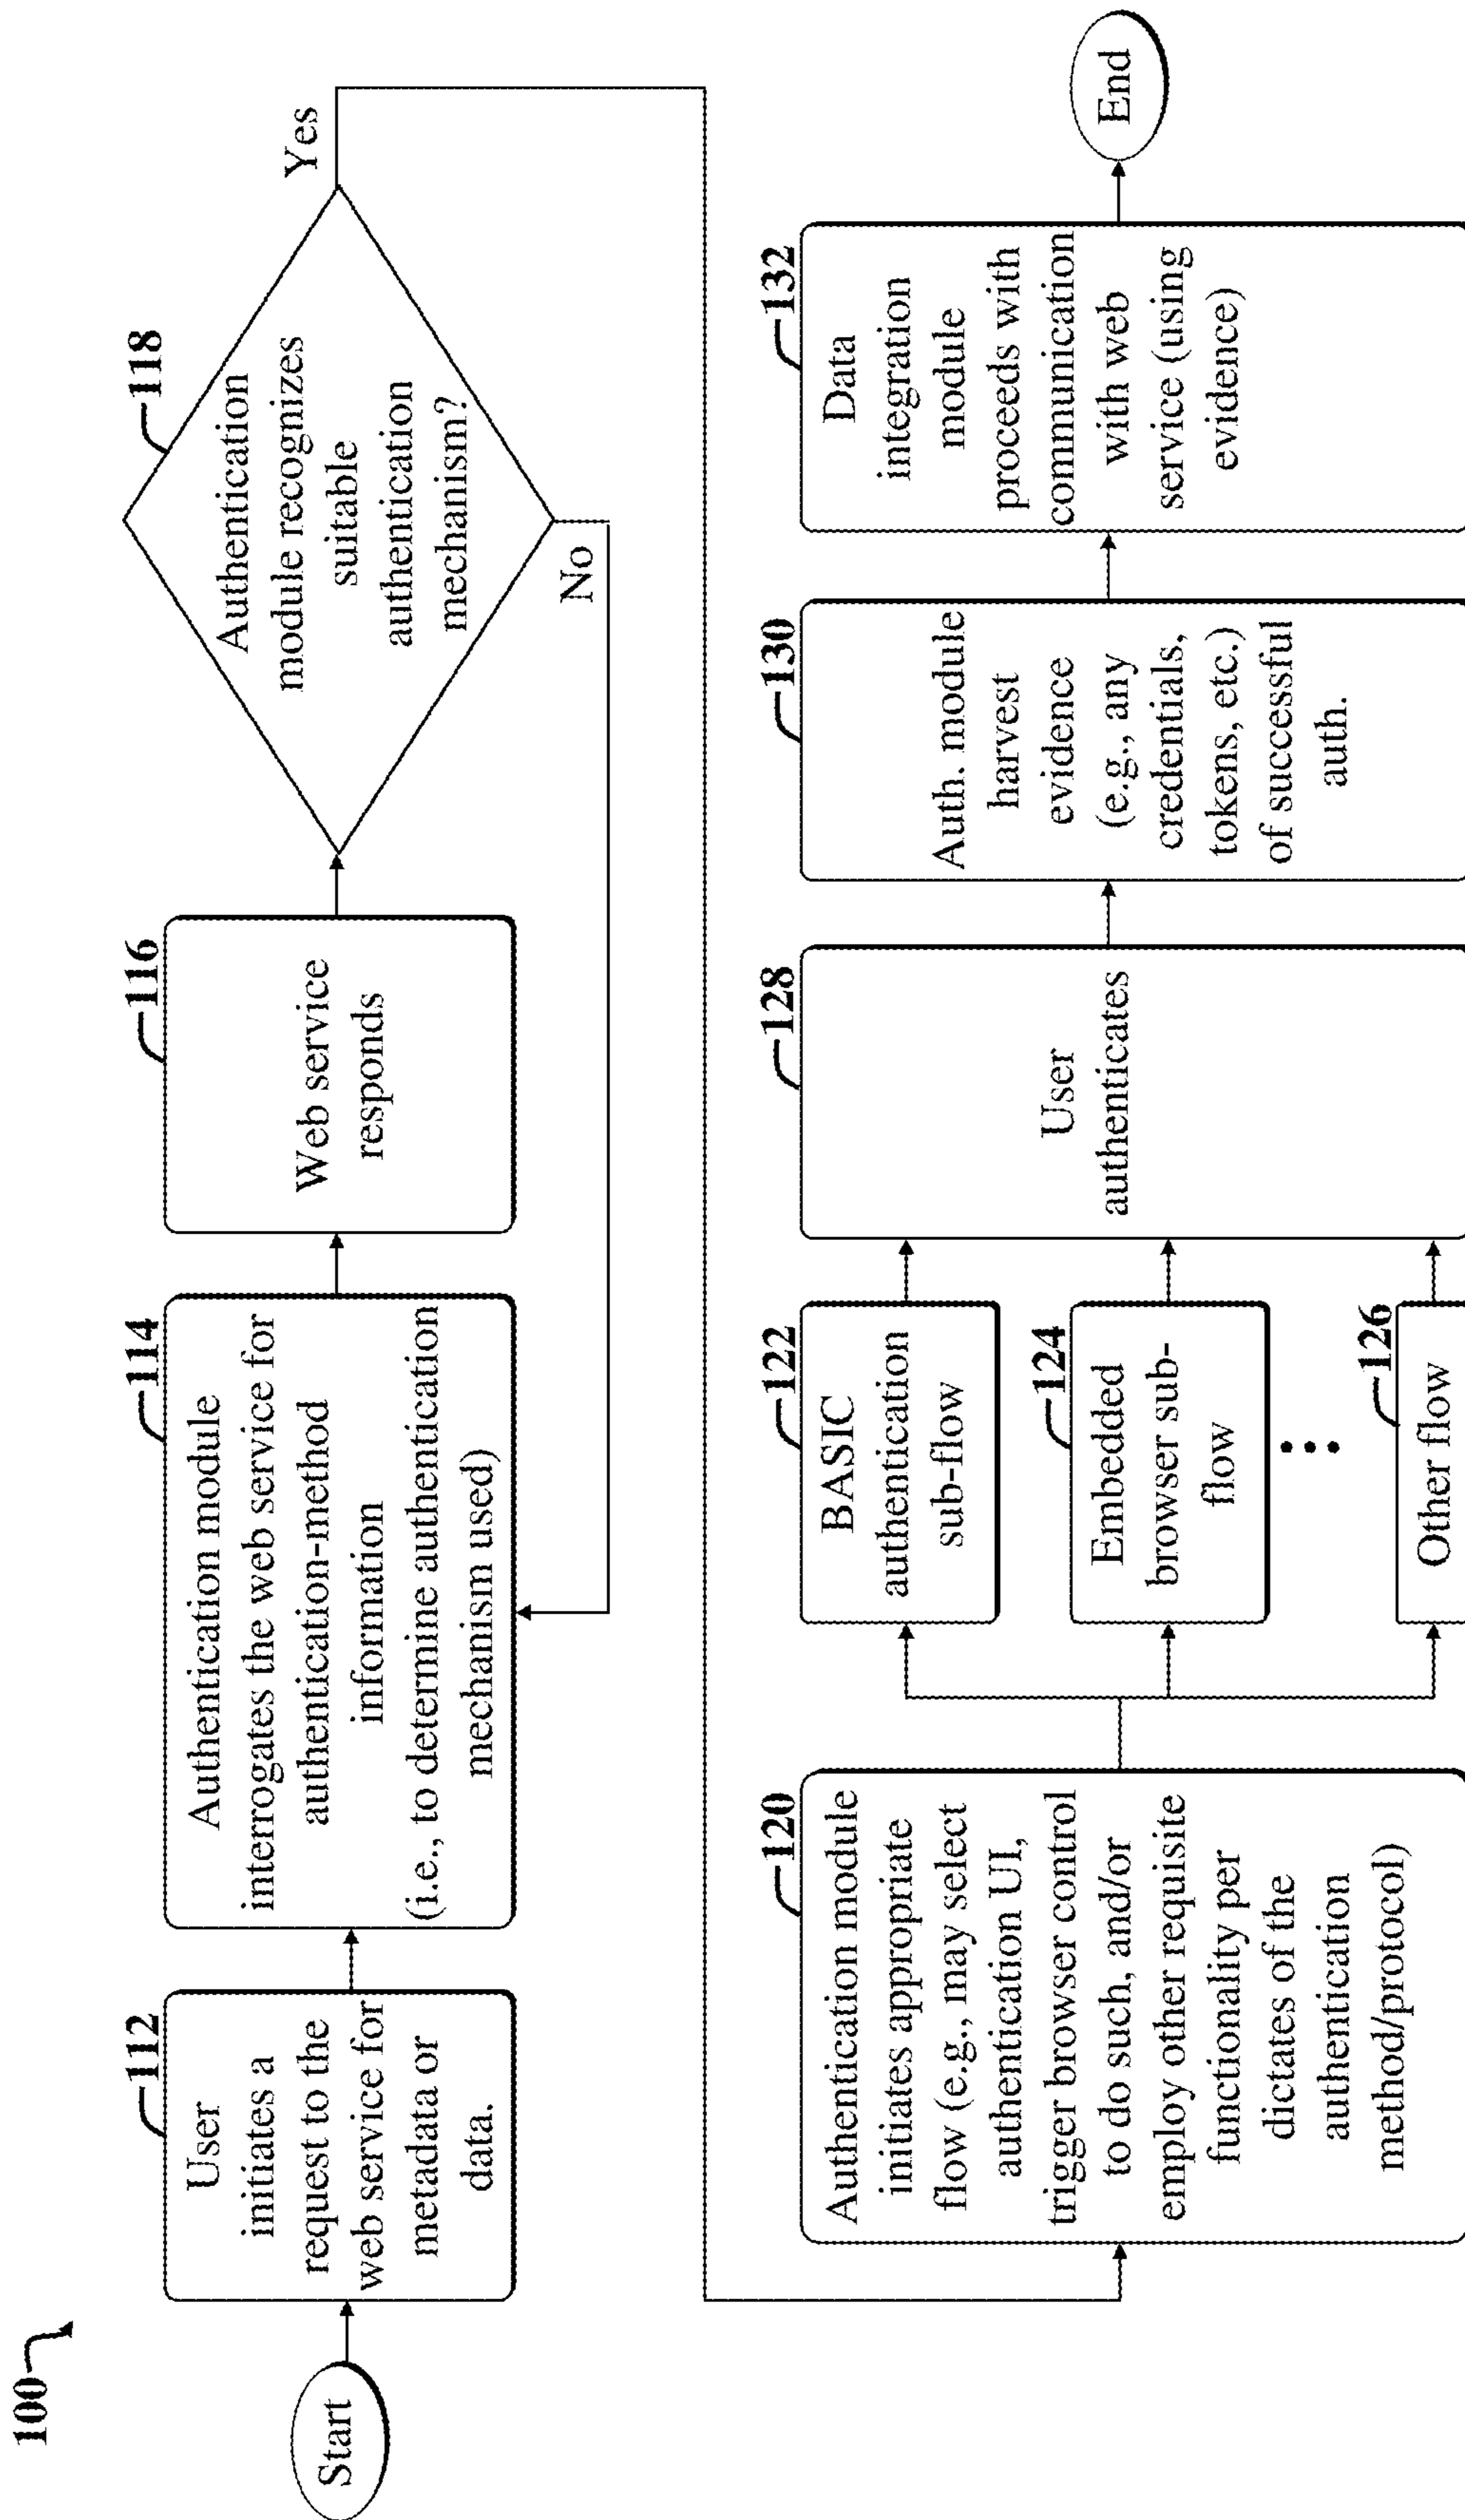 100
Start
112
User
initiates a
request to the
web service for
metadata or
data.
114
Authentication module
interrogates the web service for
authentication-method
information
(i.e., to determine authentication
mechanism used)
116
Web service
responds
118
Authentication
module recognizes
suitable
authentication
mechanism?
Yes
No
120
Authentication module
initiates appropriate
flow (e.g., may select
authentication UI,
trigger browser control
to do such, and/or
employ other requisite
functionality per
dictates of the
authentication
method/protocol)
122
BASIC
authentication
sub-flow
124
Embedded
browser sub-
flow
126
Other flow
128
User
authenticates
130
Auth. module
harvest
evidence
(e.g., any
credentials,
tokens, etc.)
of successful
auth.
132
Data
integration
module
proceeds with
communication
with web
service (using
evidence)
End